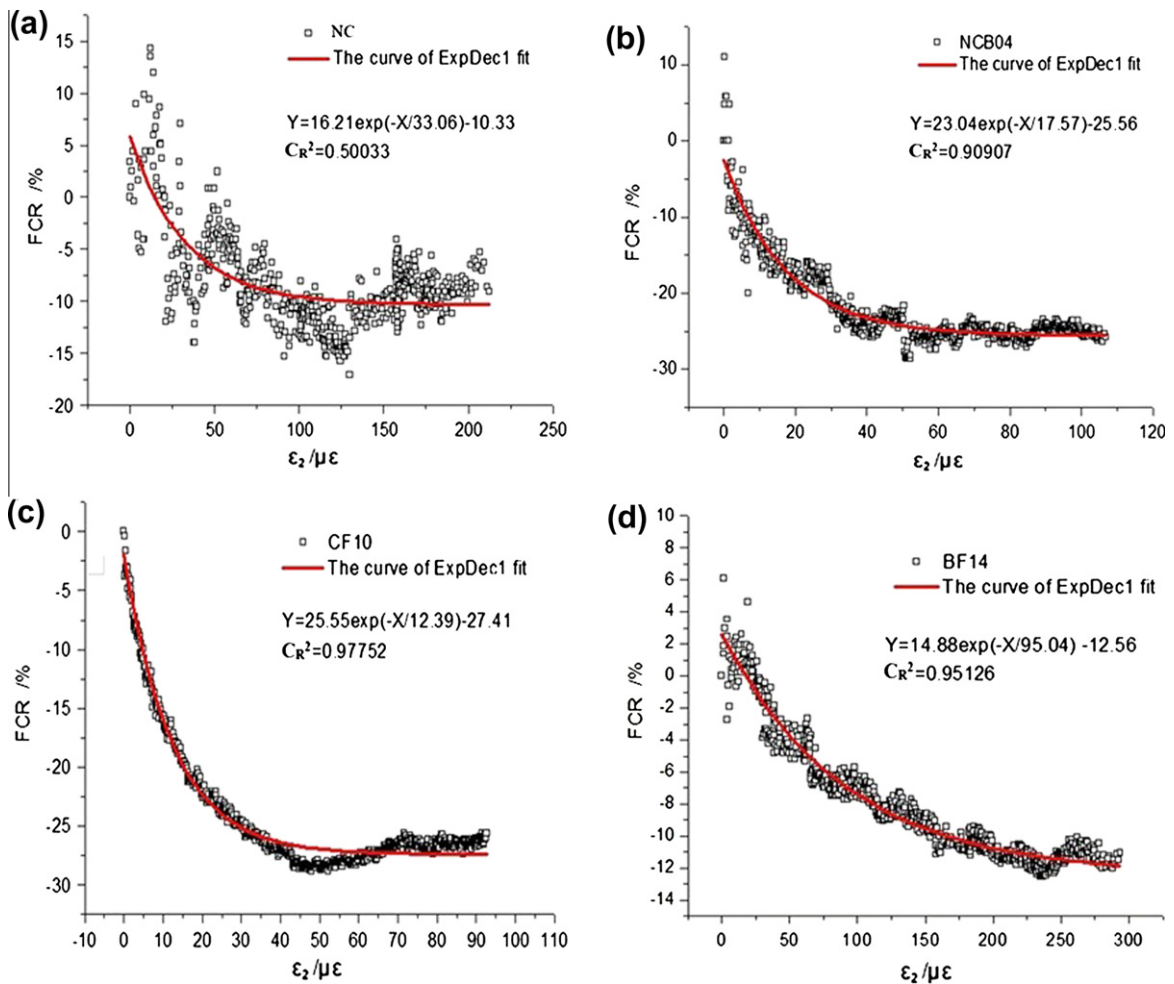 (a)
NC
The curve of ExpDec1 fit
Y=16.21exp(-X/33.06)-10.33
C_R²=0.50033
FCR /%
15
10
5
0
-5
-10
-15
-20
0 50 100 150 200 250
ε₂/με
(b)
NCB04
The curve of ExpDec1 fit
Y=23.04exp(-X/17.57)-25.56
C_R²=0.90907
FCR /%
10
0
-10
-20
-30
0 20 40 60 80 100 120
ε₂/με
(c)
CF10
The curve of ExpDec1 fit
Y=25.55exp(-X/12.39)-27.41
C_R²=0.97752
FCR /%
0
-5
-10
-15
-20
-25
-30
-10 0 10 20 30 40 50 60 70 80 90 100 110
ε₂/με
(d)
BF14
The curve of ExpDec1 fit
Y=14.88exp(-X/95.04) -12.56
C_R²=0.95126
FCR /%
10
8
6
4
2
0
-2
-4
-6
-8
-10
-12
-14
0 50 100 150 200 250 300
ε₂/με